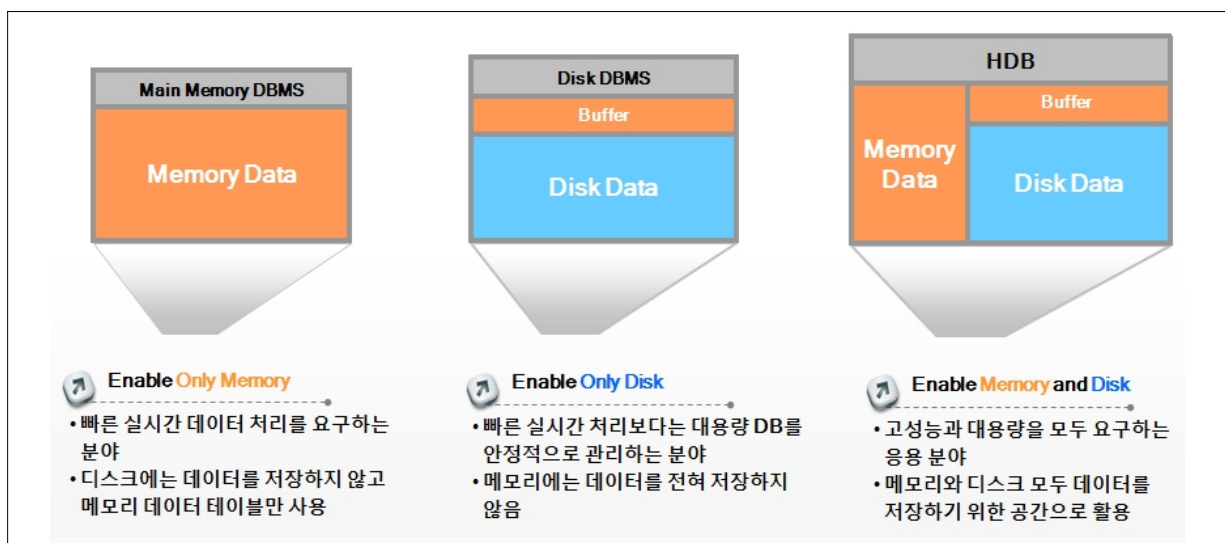 Main Memory DBMS
Memory Data
Enable Only Memory
• 빠른 실시간 데이터 처리를 요구하는
분야
• 디스크에는 데이터를 저장하지 않고
메모리 데이터 테이블만 사용
Disk DBMS
Buffer
Disk Data
Enable Only Disk
• 빠른 실시간 처리보다는 대용량 DB를
안정적으로 관리하는 분야
• 메모리에는 데이터를 전혀 저장하지
않음
HDB
Memory
Data
Buffer
Disk Data
Enable Memory and Disk
• 고성능과 대용량을 모두 요구하는
응용 분야
• 메모리와 디스크 모두 데이터를
저장하기 위한 공간으로 활용